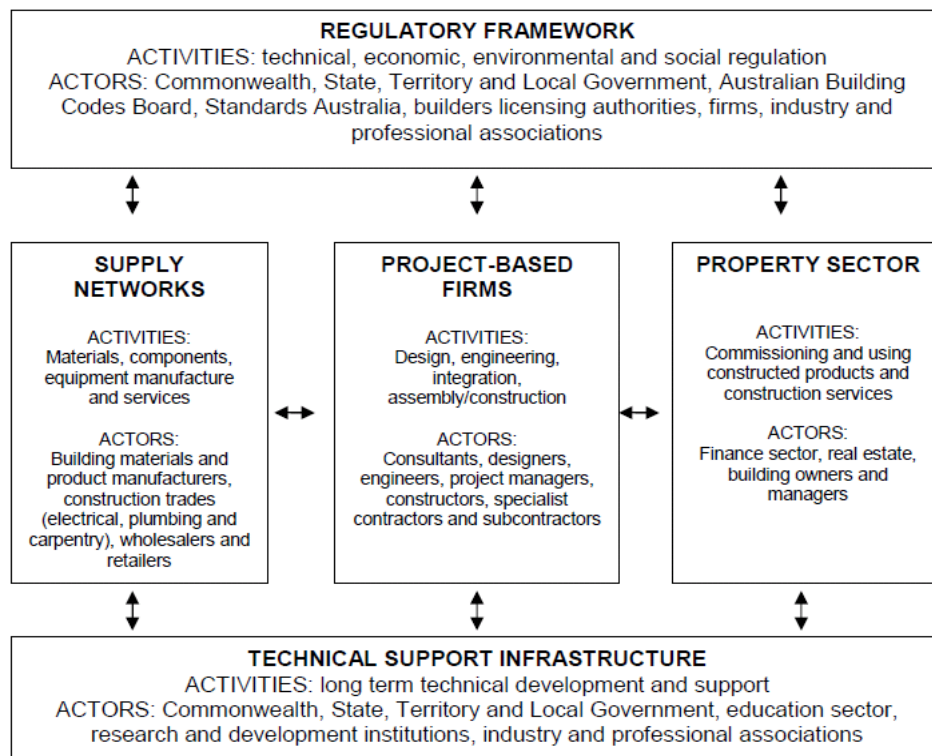 REGULATORY FRAMEWORK
ACTIVITIES: technical, economic, environmental and social regulation
ACTORS: Commonwealth, State, Territory and Local Government, Australian Building
Codes Board, Standards Australia, builders licensing authorities, firms, industry and
professional associations
SUPPLY
NETWORKS
ACTIVITIES:
Materials, components,
equipment manufacture
and services
ACTORS:
Building materials and
product manufacturers,
construction trades
(electrical, plumbing and
carpentry), wholesalers and
retailers
PROJECT-BASED
FIRMS
ACTIVITIES:
Design, engineering,
integration,
assembly/construction
ACTORS:
Consultants, designers,
engineers, project managers,
constructors, specialist
contractors and subcontractors
PROPERTY SECTOR
ACTIVITIES:
Commissioning and using
constructed products and
construction services
ACTORS:
Finance sector, real estate,
building owners and
managers
TECHNICAL SUPPORT INFRASTRUCTURE
ACTIVITIES: long term technical development and support
ACTORS: Commonwealth, State, Territory and Local Government, education sector,
research and development institutions, industry and professional associations